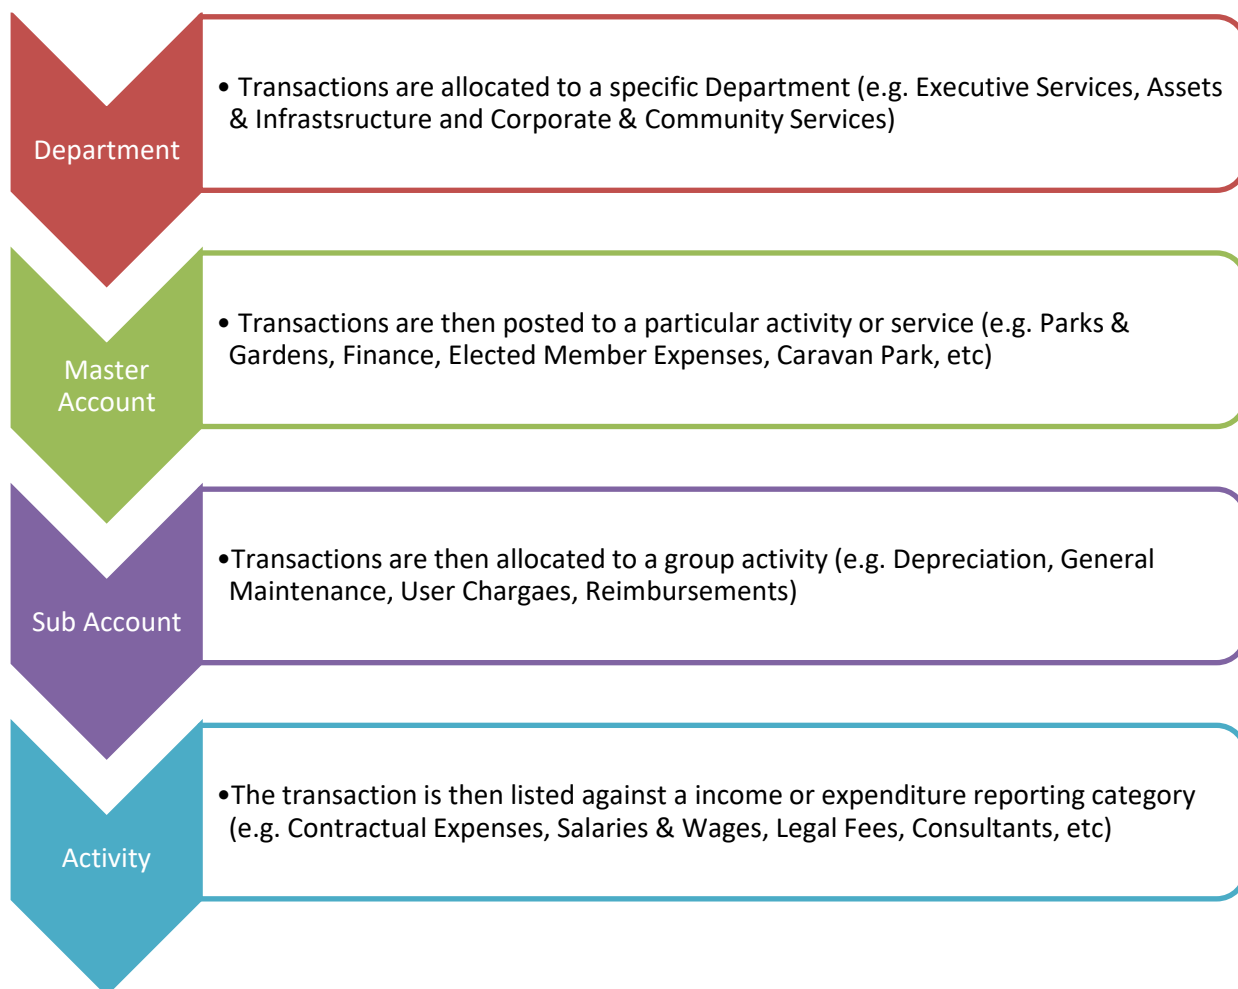 Department
• Transactions are allocated to a specific Department (e.g. Executive Services, Assets
& Infrastsructure and Corporate & Community Services)
Master
Account
• Transactions are then posted to a particular activity or service (e.g. Parks &
Gardens, Finance, Elected Member Expenses, Caravan Park, etc)
Sub Account
•Transactions are then allocated to a group activity (e.g. Depreciation, General
Maintenance, User Chargaes, Reimbursements)
Activity
•The transaction is then listed against a income or expenditure reporting category
(e.g. Contractual Expenses, Salaries & Wages, Legal Fees, Consultants, etc)